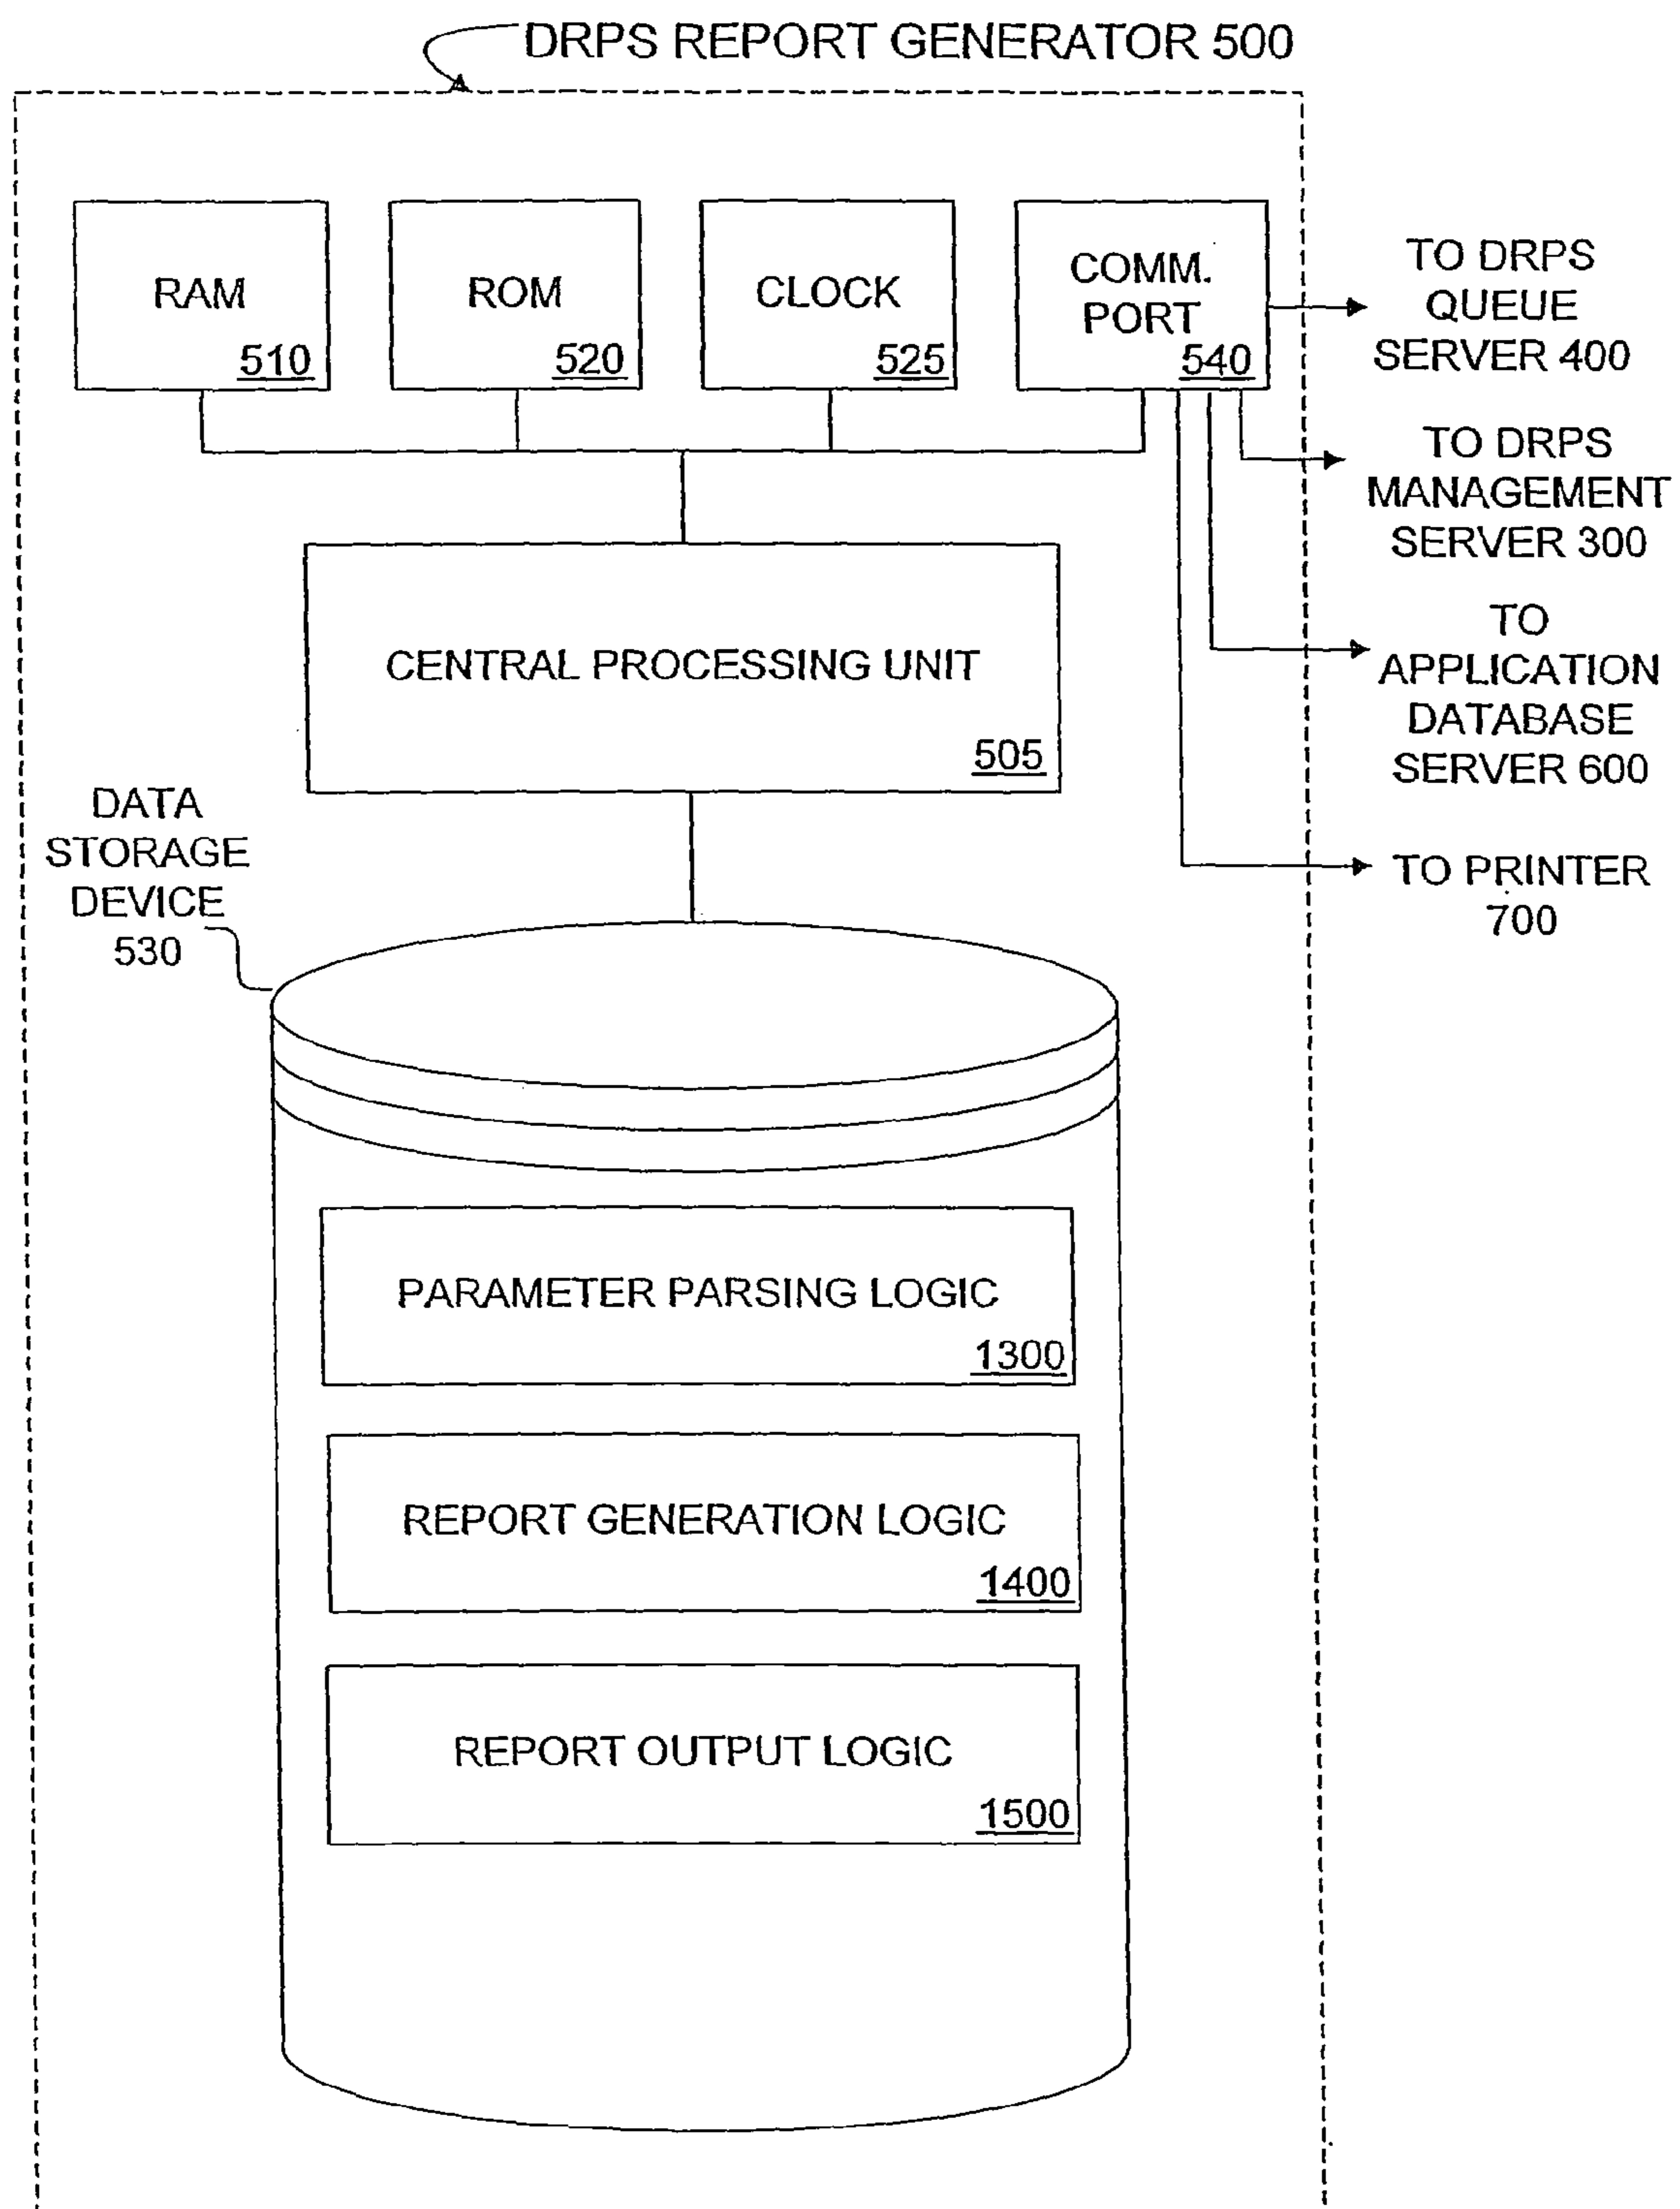 DRPS REPORT GENERATOR 500
RAM
510
ROM
520
CLOCK
525
COMM.
PORT
540
TO DRPS
QUEUE
SERVER 400
TO DRPS
MANAGEMENT
SERVER 300
TO
APPLICATION
DATABASE
SERVER 600
TO PRINTER
700
CENTRAL PROCESSING UNIT
505
DATA
STORAGE
DEVICE
530
PARAMETER PARSING LOGIC
1300
REPORT GENERATION LOGIC
1400
REPORT OUTPUT LOGIC
1500